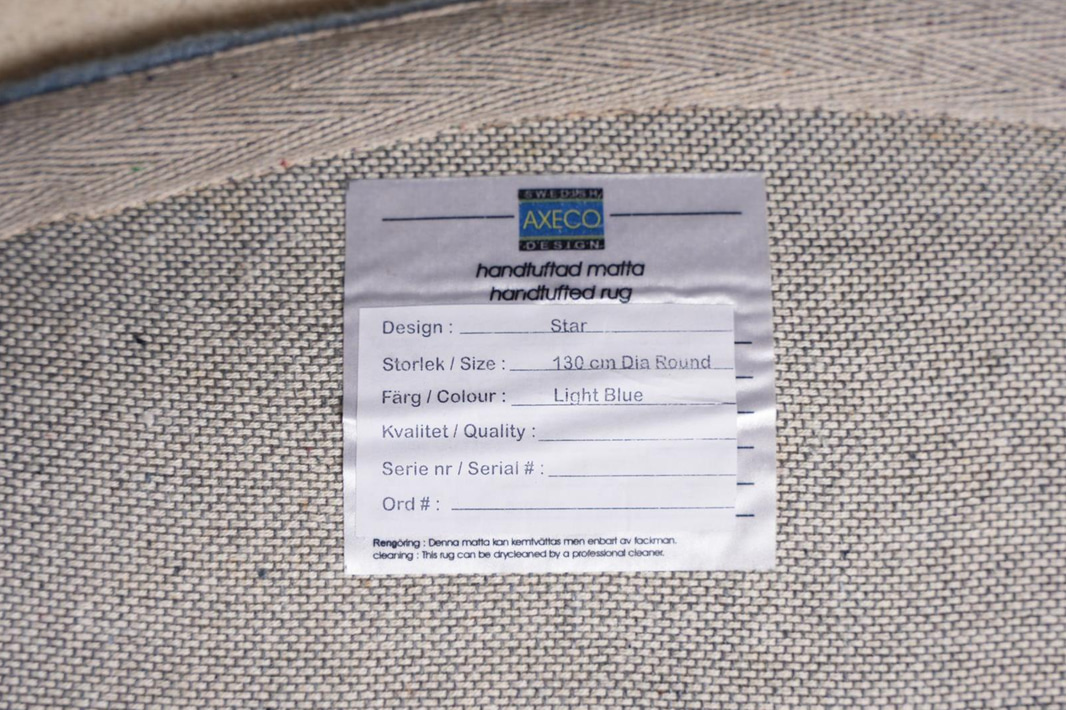 SWEDISH
AXECO
DESIGN
handtuftad matta
handtufted rug
Design : Star
Storlek / Size : 130 cm Dia Round
Färg / Colour : Light Blue
Kvalitet / Quality :
Serie nr / Serial # :
Ord # :
Rengöring : Denna matta kan kemtvättas men enbart av fackman.
cleaning : This rug can be drycleaned by a professional cleaner.